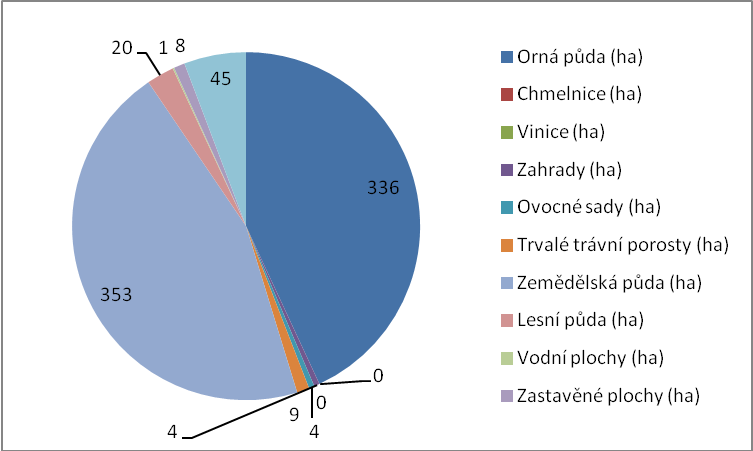 20 1 8
45
336
353
0
0
9
4
4
Orná půda (ha)
Chmelnice (ha)
Vinice (ha)
Zahrady (ha)
Ovocné sady (ha)
Trvalé trávní porosty (ha)
Zemědělská půda (ha)
Lesní půda (ha)
Vodní plochy (ha)
Zastavěné plochy (ha)